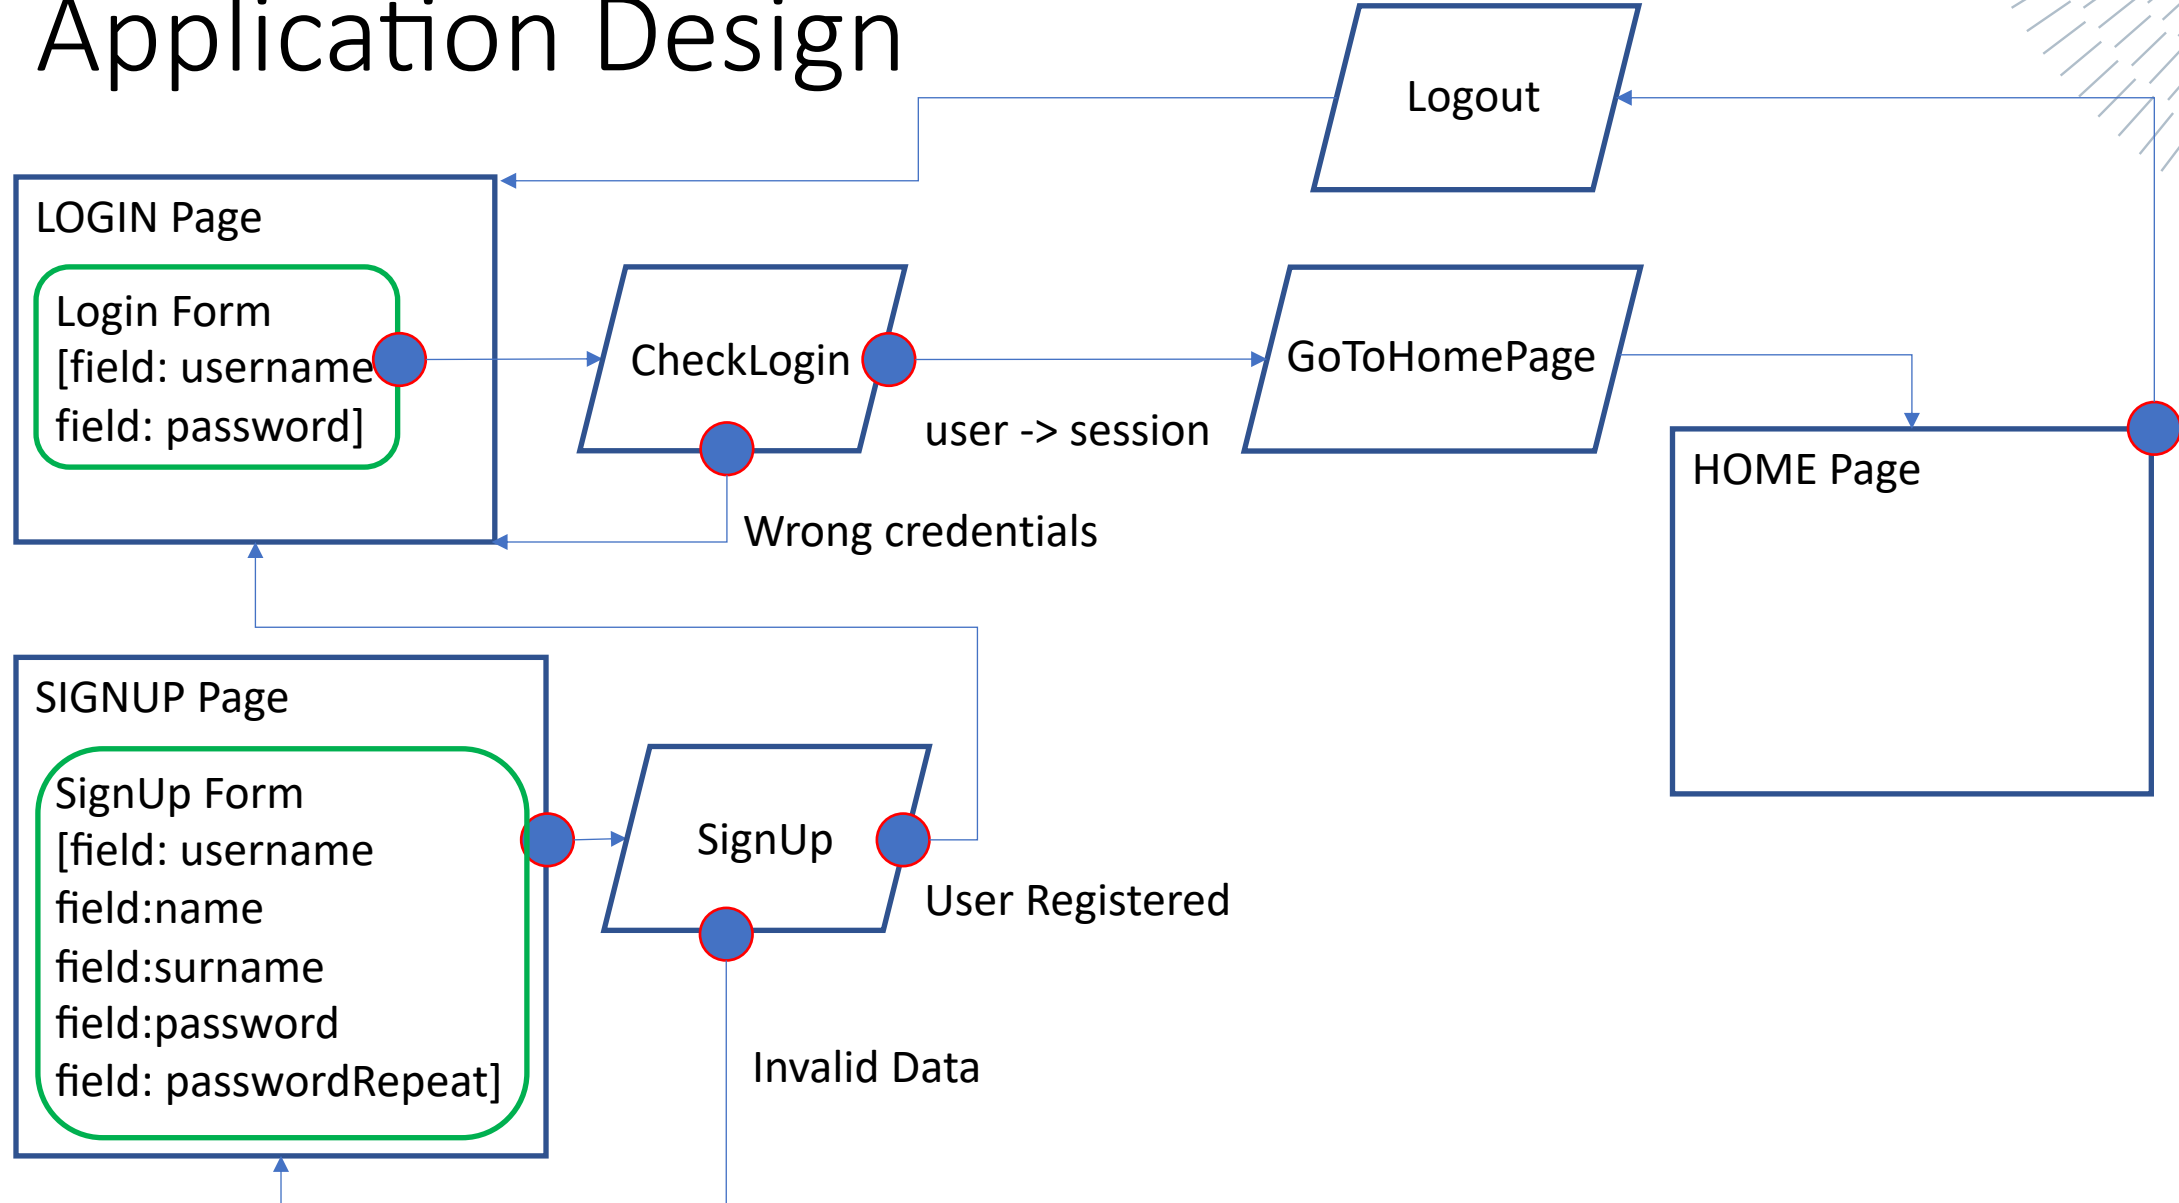 Application Design
Logout
LOGIN Page
Login Form
[field: username
field: password]
CheckLogin
GoToHomePage
user -> session
HOME Page
Wrong credentials
SIGNUP Page
SignUp Form
[field: username
field:name
field:surname
field:password
field: passwordRepeat]
SignUp
User Registered
Invalid Data